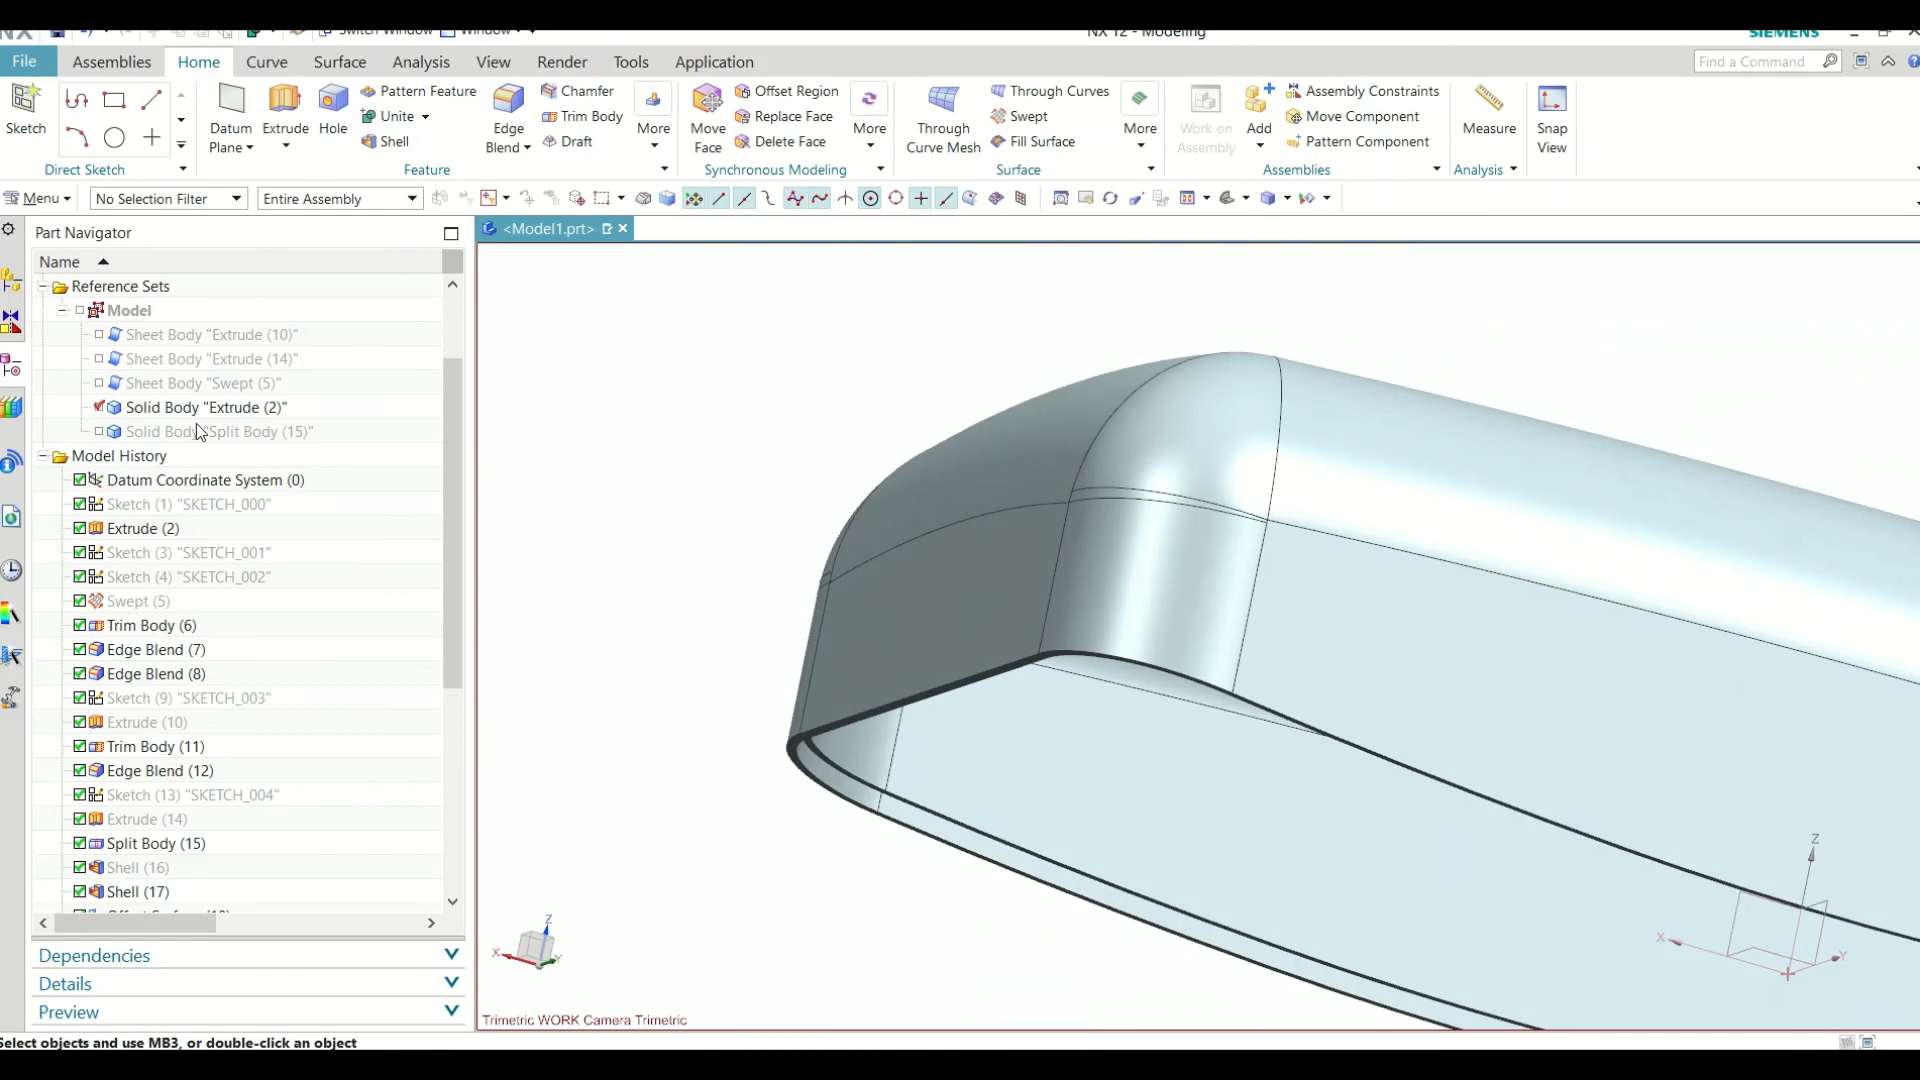 NX
Switch Window
Window
NX 12 - Modeling
SIEMENS
File
Assemblies
Home
Curve
Surface
Analysis
View
Render
Tools
Application
Find a Command
Sketch
Direct Sketch
Datum
Plane
Extrude
Hole
Pattern Feature
Unite
Shell
Edge
Blend
Chamfer
Trim Body
Draft
More
Feature
Move
Face
Offset Region
Replace Face
Delete Face
More
Synchronous Modeling
Through
Curve Mesh
Through Curves
Swept
Fill Surface
More
Surface
Work on
Assembly
Add
Assembly Constraints
Move Component
Pattern Component
Assemblies
Measure
Analysis
Snap
View
Menu
No Selection Filter
Entire Assembly
Part Navigator
<Model1.prt>
Name
Reference Sets
Model
Sheet Body "Extrude (10)"
Sheet Body "Extrude (14)"
Sheet Body "Swept (5)"
Solid Body "Extrude (2)"
Solid Body "Split Body (15)"
Model History
Datum Coordinate System (0)
Sketch (1) "SKETCH_000"
Extrude (2)
Sketch (3) "SKETCH_001"
Sketch (4) "SKETCH_002"
Swept (5)
Trim Body (6)
Edge Blend (7)
Edge Blend (8)
Sketch (9) "SKETCH_003"
Extrude (10)
Trim Body (11)
Edge Blend (12)
Sketch (13) "SKETCH_004"
Extrude (14)
Split Body (15)
Shell (16)
Shell (17)
Dependencies
Details
Preview
Z
X
Y
Z
X
Y
Trimetric WORK Camera Trimetric
Select objects and use MB3, or double-click an object